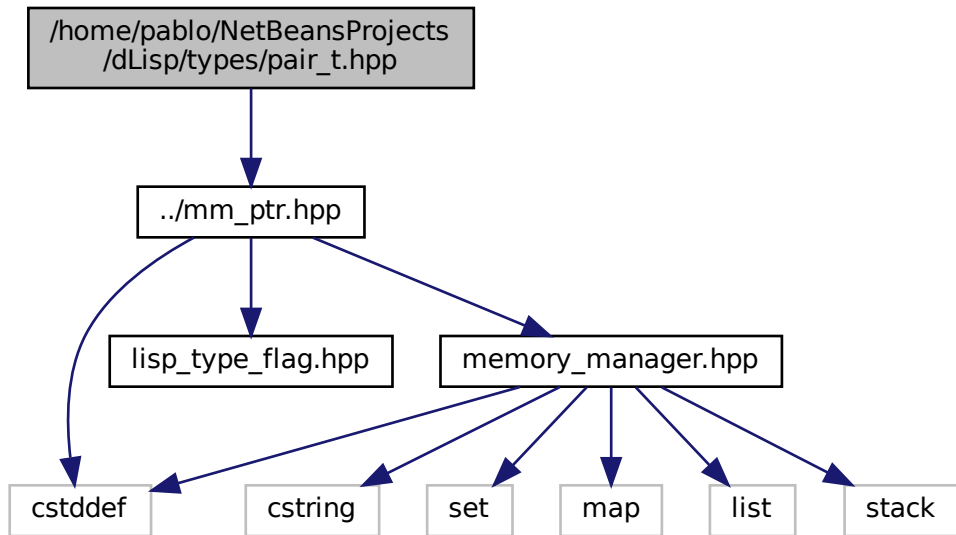 /home/pablo/NetBeansProjects
/dLisp/types/pair_t.hpp
../mm_ptr.hpp
lisp_type_flag.hpp
memory_manager.hpp
cstddef
cstring
set
map
list
stack